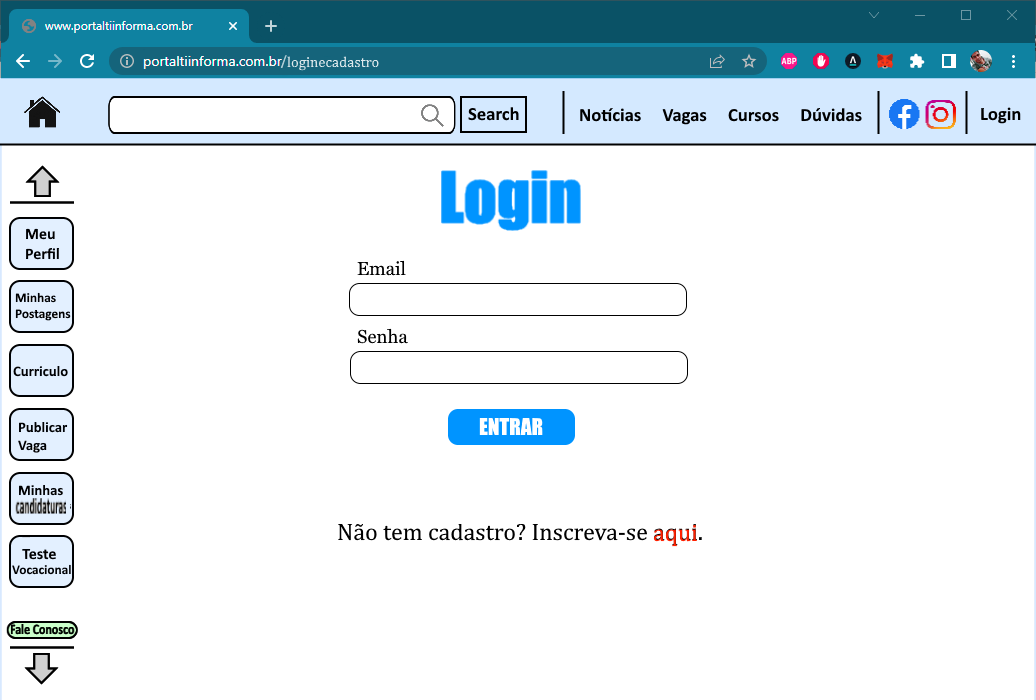 www.portaltiinforma.com.br
portaltiinforma.com.br/loginecadastro
ABP
Search
Notícias Vagas Cursos Dúvidas
Login
Login
Email
Senha
ENTRAR
Não tem cadastro? Inscreva-se aqui.
Meu
Perfil
Minhas
Postagens
Curriculo
Publicar
Vaga
Minhas
candidaturas
Teste
Vocacional
Fale Conosco